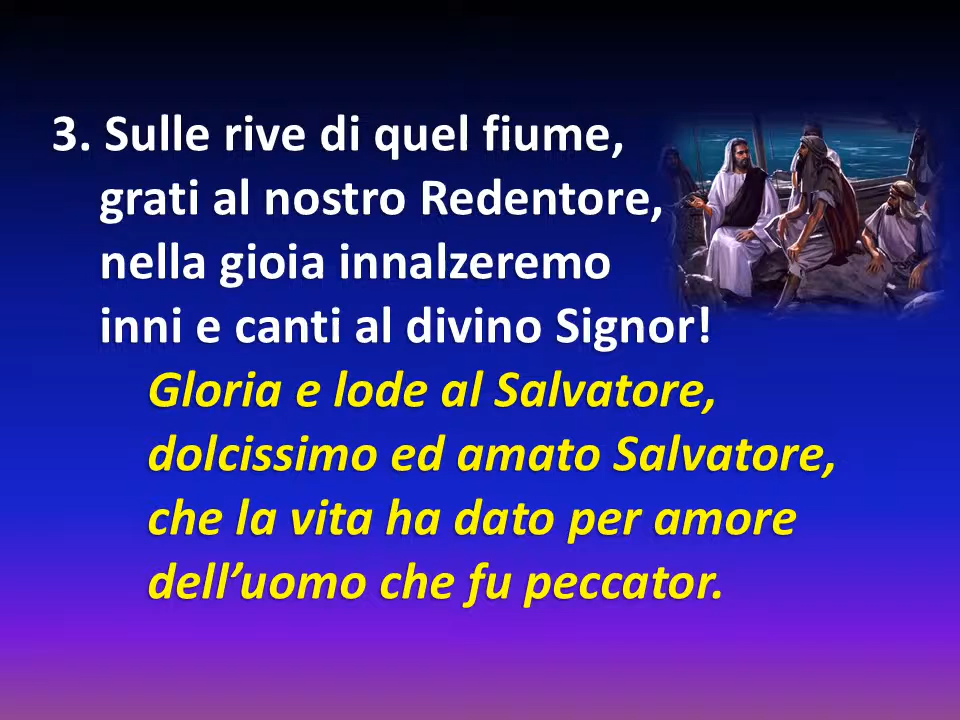 3. Sulle rive di quel fiume,
grati al nostro Redentore,
nella gioia innalzeremo
inni e canti al divino Signor!
Gloria e lode al Salvatore,
dolcissimo ed amato Salvatore,
che la vita ha dato per amore
dell’uomo che fu peccator.